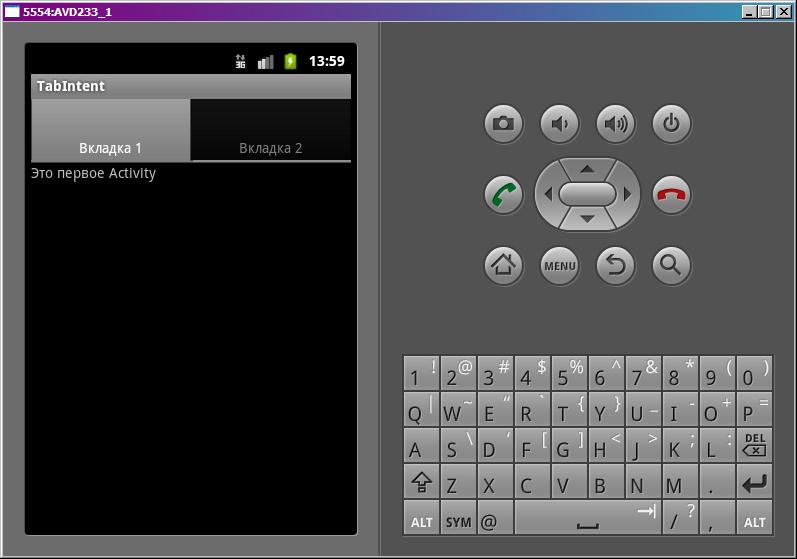 5554:AVD233_1
3G 13:59
TabIntent
Вкладка 1 Вкладка 2
Это первое Activity
MENU
1 ! 2 @ 3 # 4 $ 5 % 6 ^ 7 & 8 * 9 ( 0 )
Q | W ~ E “ R ` T { Y } U _ I - O + P =
A S \ D ‘ F [ G ] H < J > K ; L : DEL
Z X C V B N M .
ALT SYM @ / ? , ALT